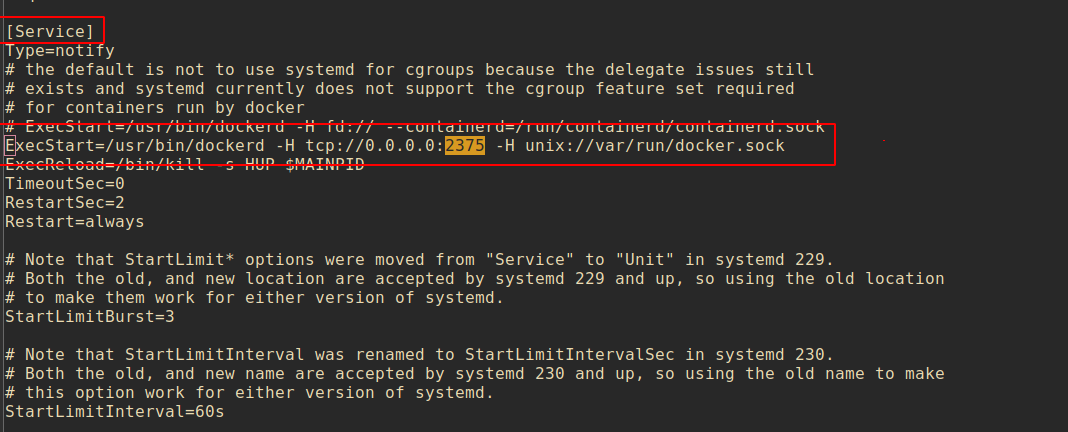 [Service]
Type=notify
# the default is not to use systemd for cgroups because the delegate issues still
# exists and systemd currently does not support the cgroup feature set required
# for containers run by docker
# ExecStart=/usr/bin/dockerd -H fd:// --containerd=/run/containerd/containerd.sock
ExecStart=/usr/bin/dockerd -H tcp://0.0.0.0:2375 -H unix://var/run/docker.sock
ExecReload=/bin/kill -s HUP $MAINPID
TimeoutSec=0
RestartSec=2
Restart=always
# Note that StartLimit* options were moved from "Service" to "Unit" in systemd 229.
# Both the old, and new location are accepted by systemd 229 and up, so using the old location
# to make them work for either version of systemd.
StartLimitBurst=3
# Note that StartLimitInterval was renamed to StartLimitIntervalSec in systemd 230.
# Both the old, and new name are accepted by systemd 230 and up, so using the old name to make
# this option work for either version of systemd.
StartLimitInterval=60s